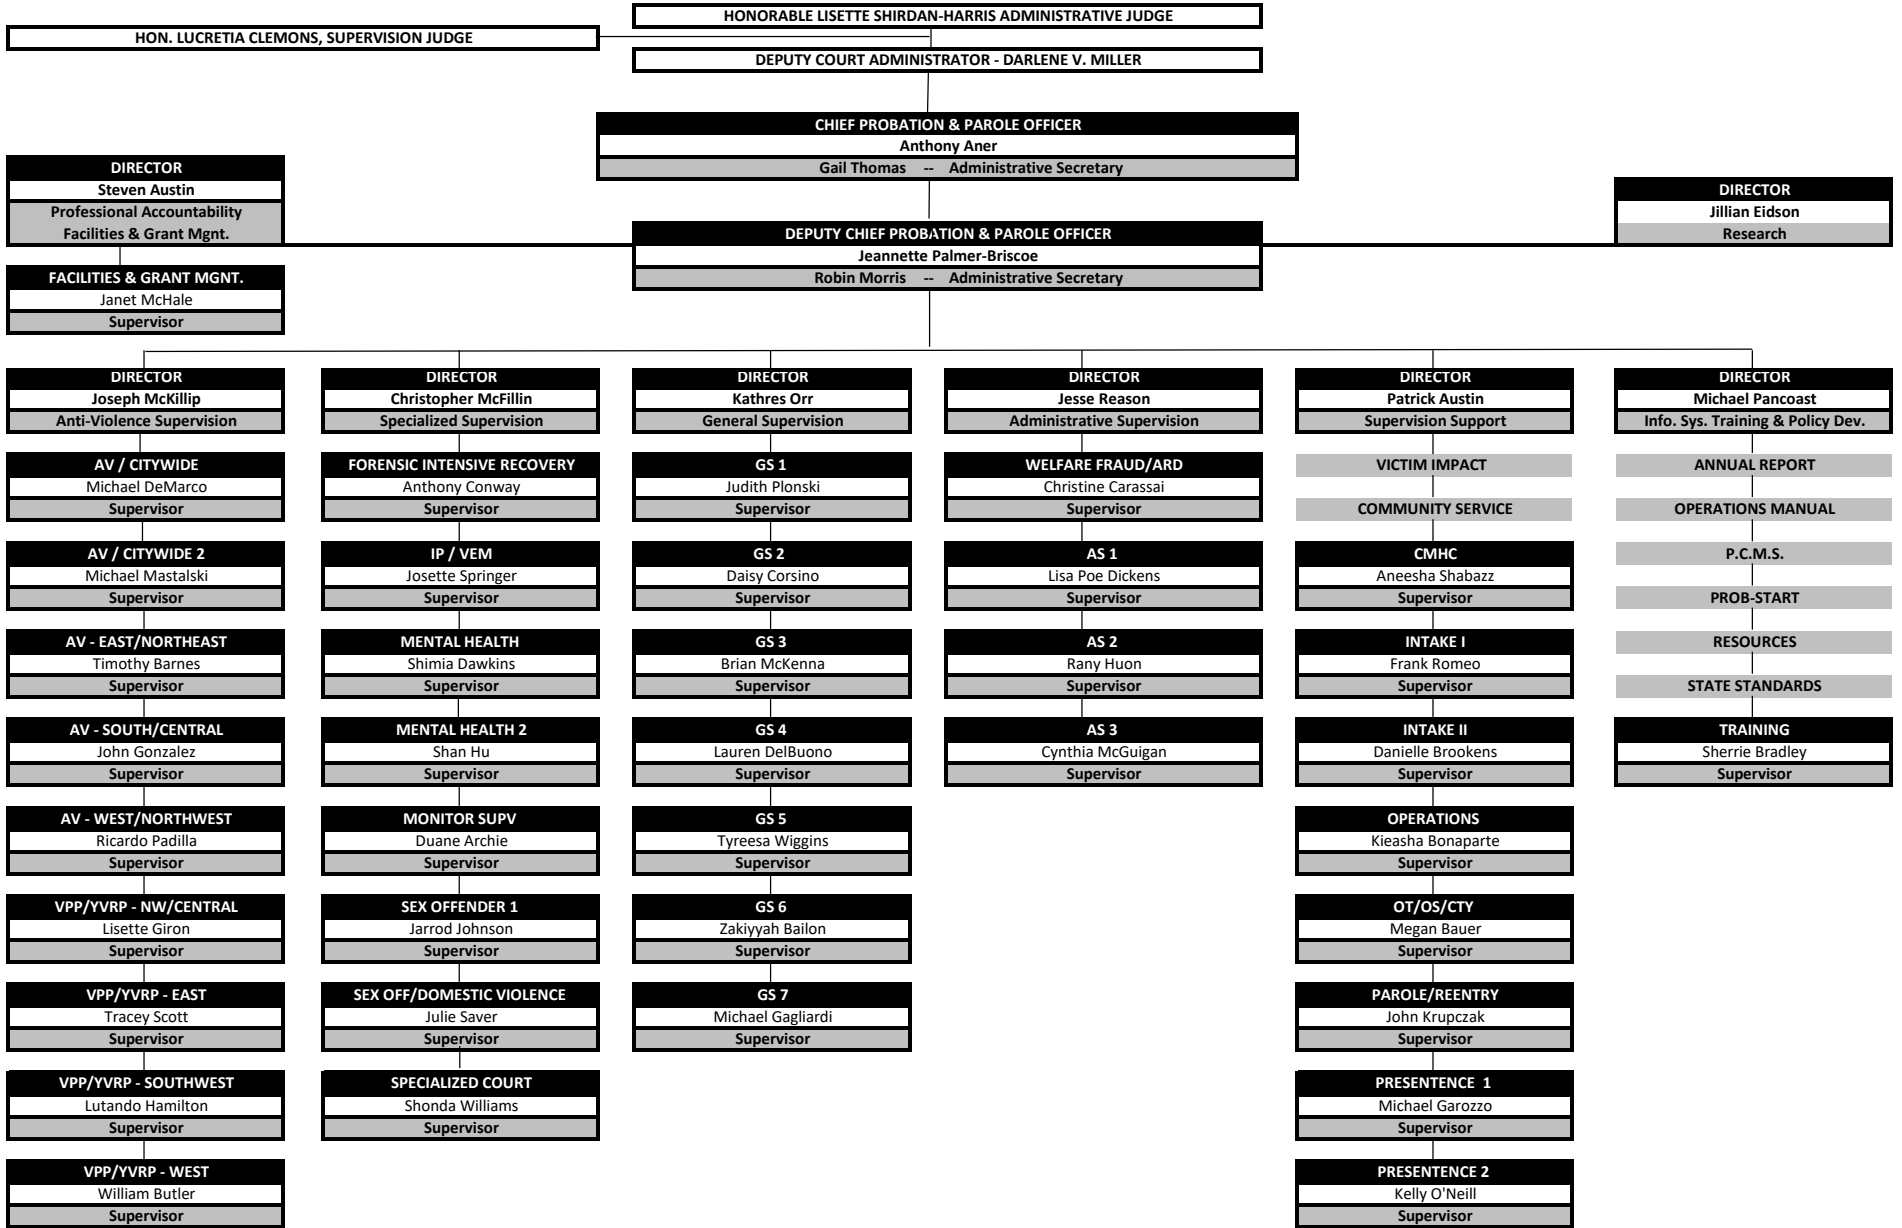 HONORABLE LISETTE SHIRDAN-HARRIS ADMINISTRATIVE JUDGE
HON. LUCRETIA CLEMONS, SUPERVISION JUDGE
DEPUTY COURT ADMINISTRATOR - DARLENE V. MILLER
CHIEF PROBATION & PAROLE OFFICER
Anthony Aner
Gail Thomas -- Administrative Secretary
DIRECTOR
Steven Austin
Professional Accountability
Facilities & Grant Mgnt.
DIRECTOR
Jillian Eidson
Research
DEPUTY CHIEF PROBATION & PAROLE OFFICER
Jeannette Palmer-Briscoe
Robin Morris -- Administrative Secretary
FACILITIES & GRANT MGNT.
Janet McHale
Supervisor
DIRECTOR
Joseph McKillip
Anti-Violence Supervision
AV / CITYWIDE
Michael DeMarco
Supervisor
AV / CITYWIDE 2
Michael Mastalski
Supervisor
AV - EAST/NORTHEAST
Timothy Barnes
Supervisor
AV - SOUTH/CENTRAL
John Gonzalez
Supervisor
AV - WEST/NORTHWEST
Ricardo Padilla
Supervisor
VPP/YVRP - NW/CENTRAL
Lisette Giron
Supervisor
VPP/YVRP - EAST
Tracey Scott
Supervisor
VPP/YVRP - SOUTHWEST
Lutando Hamilton
Supervisor
VPP/YVRP - WEST
William Butler
Supervisor
DIRECTOR
Christopher McFillin
Specialized Supervision
FORENSIC INTENSIVE RECOVERY
Anthony Conway
Supervisor
IP / VEM
Josette Springer
Supervisor
MENTAL HEALTH
Shimia Dawkins
Supervisor
MENTAL HEALTH 2
Shan Hu
Supervisor
MONITOR SUPV
Duane Archie
Supervisor
SEX OFFENDER 1
Jarrod Johnson
Supervisor
SEX OFF/DOMESTIC VIOLENCE
Julie Saver
Supervisor
SPECIALIZED COURT
Shonda Williams
Supervisor
DIRECTOR
Kathres Orr
General Supervision
GS 1
Judith Plonski
Supervisor
GS 2
Daisy Corsino
Supervisor
GS 3
Brian McKenna
Supervisor
GS 4
Lauren DelBuono
Supervisor
GS 5
Tyreesa Wiggins
Supervisor
GS 6
Zakiyyah Bailon
Supervisor
GS 7
Michael Gagliardi
Supervisor
DIRECTOR
Jesse Reason
Administrative Supervision
WELFARE FRAUD/ARD
Christine Carassai
Supervisor
AS 1
Lisa Poe Dickens
Supervisor
AS 2
Rany Huon
Supervisor
AS 3
Cynthia McGuigan
Supervisor
DIRECTOR
Patrick Austin
Supervision Support
VICTIM IMPACT
COMMUNITY SERVICE
CMHC
Aneesha Shabazz
Supervisor
INTAKE I
Frank Romeo
Supervisor
INTAKE II
Danielle Brookens
Supervisor
OPERATIONS
Kieasha Bonaparte
Supervisor
OT/OS/CTY
Megan Bauer
Supervisor
PAROLE/REENTRY
John Krupczak
Supervisor
PRESENTENCE 1
Michael Garozzo
Supervisor
PRESENTENCE 2
Kelly O'Neill
Supervisor
DIRECTOR
Michael Pancoast
Info. Sys. Training & Policy Dev.
ANNUAL REPORT
OPERATIONS MANUAL
P.C.M.S.
PROB-START
RESOURCES
STATE STANDARDS
TRAINING
Sherrie Bradley
Supervisor